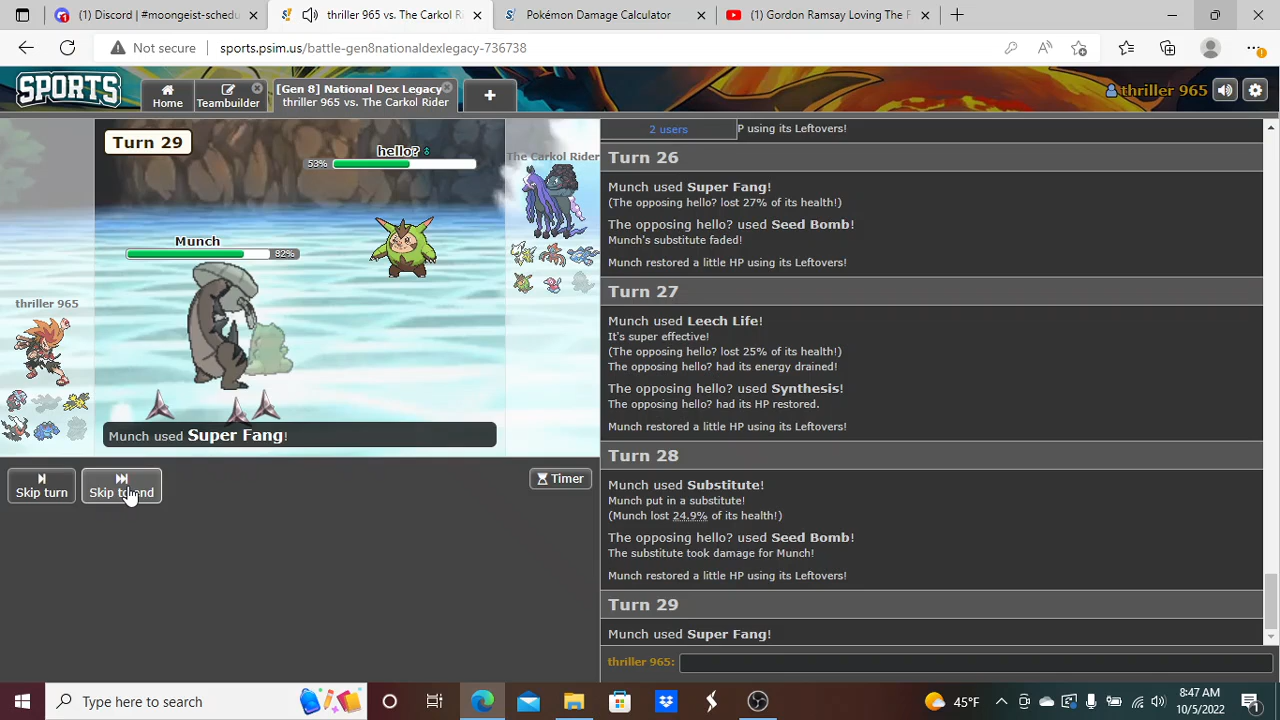 (1) Discord | #moongeist-schedu
thriller 965 vs. The Carkol Ri
Pokémon Damage Calculator
(1) Gordon Ramsay Loving The F
Not secure
sports.psim.us/battle-gen8nationaldexlegacy-736738
SPORTS
Home
Teambuilder
[Gen 8] National Dex Legacy
thriller 965 vs. The Carkol Rider
thriller 965
Turn 29
hello?
53%
The Carkol Rider
Munch
82%
thriller 965
Munch used Super Fang!
Skip turn
Skip to end
Timer
2 users
P using its Leftovers!
Turn 26
Munch used Super Fang!
(The opposing hello? lost 27% of its health!)
The opposing hello? used Seed Bomb!
Munch's substitute faded!
Munch restored a little HP using its Leftovers!
Turn 27
Munch used Leech Life!
It's super effective!
(The opposing hello? lost 25% of its health!)
The opposing hello? had its energy drained!
The opposing hello? used Synthesis!
The opposing hello? had its HP restored.
Munch restored a little HP using its Leftovers!
Turn 28
Munch used Substitute!
Munch put in a substitute!
(Munch lost 24.9% of its health!)
The opposing hello? used Seed Bomb!
The substitute took damage for Munch!
Munch restored a little HP using its Leftovers!
Turn 29
Munch used Super Fang!
thriller 965:
Type here to search
45°F
8:47 AM
10/5/2022
1